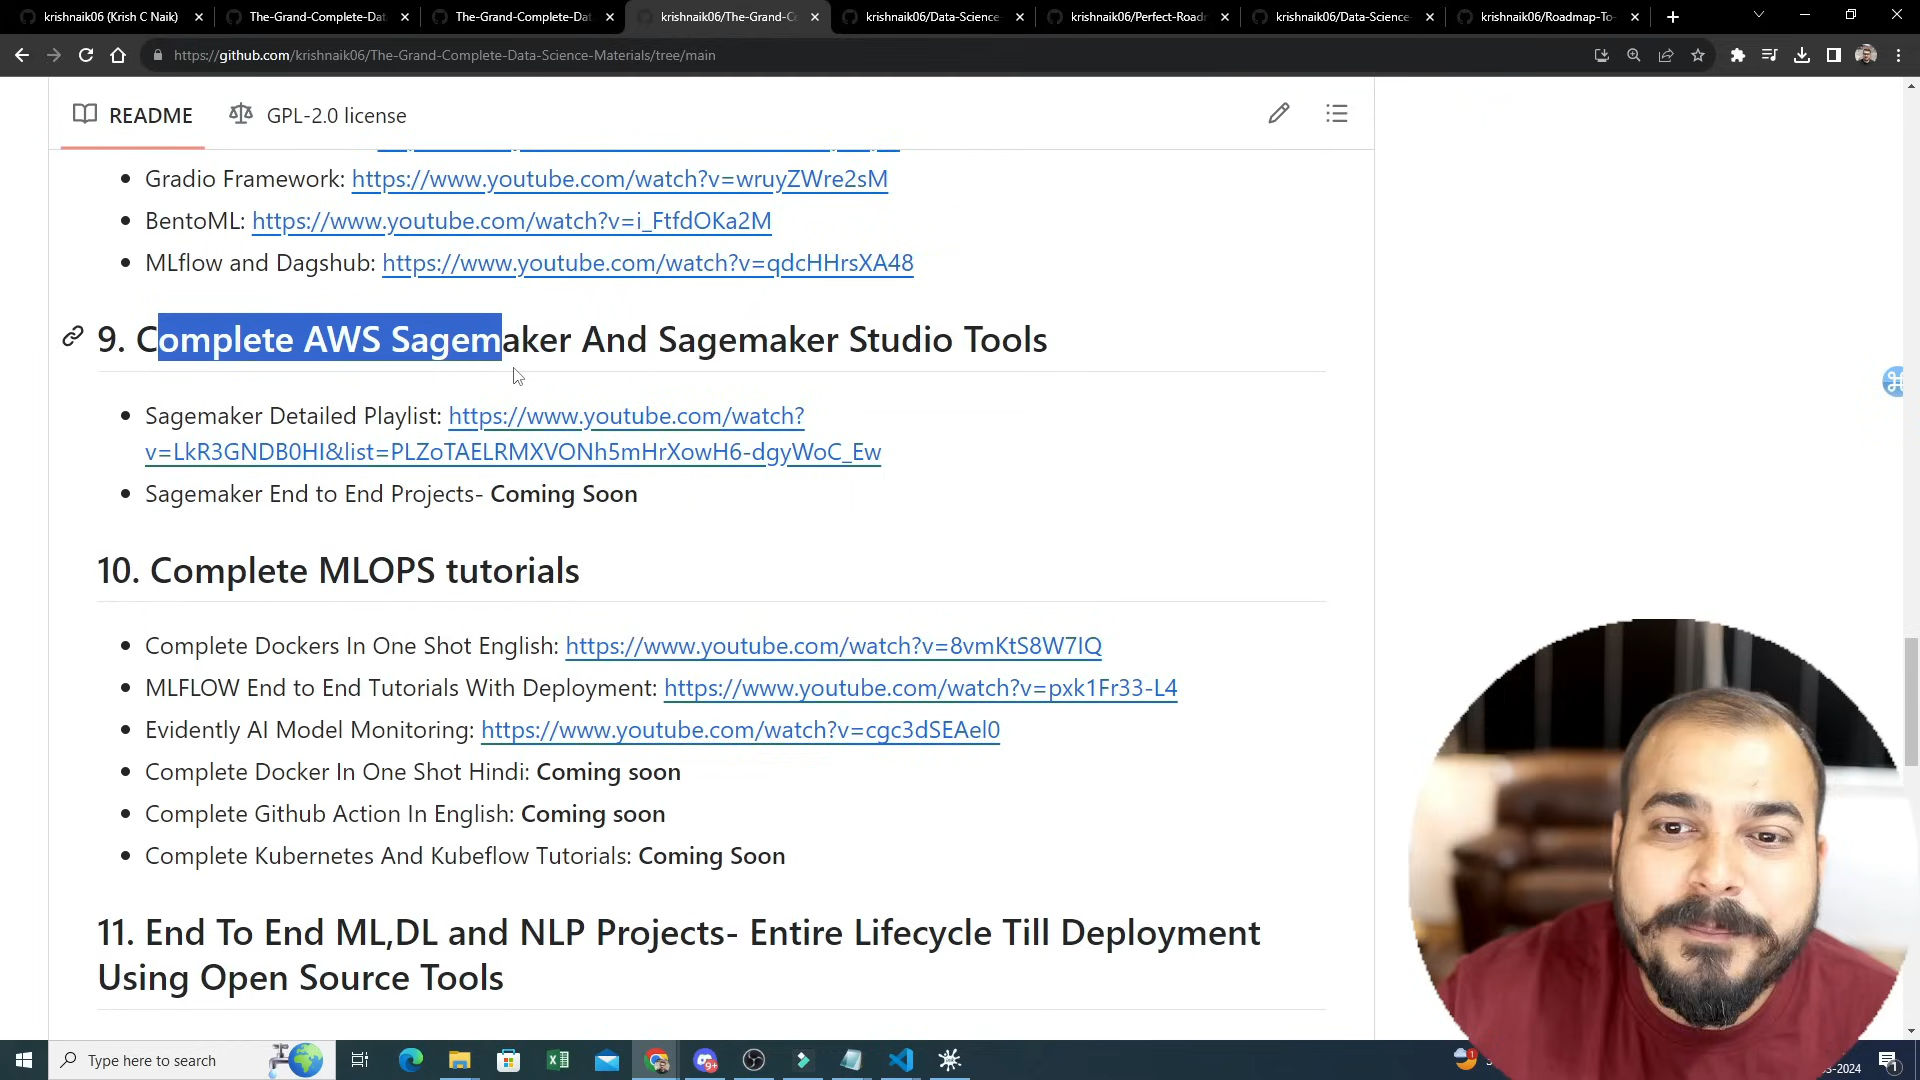 krishnaik06 (Krish C Naik)
The-Grand-Complete-Dat
The-Grand-Complete-Dat
krishnaik06/The-Grand-C
krishnaik06/Data-Science-
krishnaik06/Perfect-Roadm
krishnaik06/Data-Science-
krishnaik06/Roadmap-To-
https://github.com/krishnaik06/The-Grand-Complete-Data-Science-Materials/tree/main
README
GPL-2.0 license
Gradio Framework: https://www.youtube.com/watch?v=wruyZWre2sM
BentoML: https://www.youtube.com/watch?v=i_FtfdOKa2M
MLflow and Dagshub: https://www.youtube.com/watch?v=qdcHHrsXA48
9. Complete AWS Sagemaker And Sagemaker Studio Tools
Sagemaker Detailed Playlist: https://www.youtube.com/watch?
v=LkR3GNDB0HI&list=PLZoTAELRMXVONh5mHrXowH6-dgyWoC_Ew
Sagemaker End to End Projects- Coming Soon
10. Complete MLOPS tutorials
Complete Dockers In One Shot English: https://www.youtube.com/watch?v=8vmKtS8W7IQ
MLFLOW End to End Tutorials With Deployment: https://www.youtube.com/watch?v=pxk1Fr33-L4
Evidently AI Model Monitoring: https://www.youtube.com/watch?v=cgc3dSEAel0
Complete Docker In One Shot Hindi: Coming soon
Complete Github Action In English: Coming soon
Complete Kubernetes And Kubeflow Tutorials: Coming Soon
11. End To End ML,DL and NLP Projects- Entire Lifecycle Till Deployment
Using Open Source Tools
Type here to search